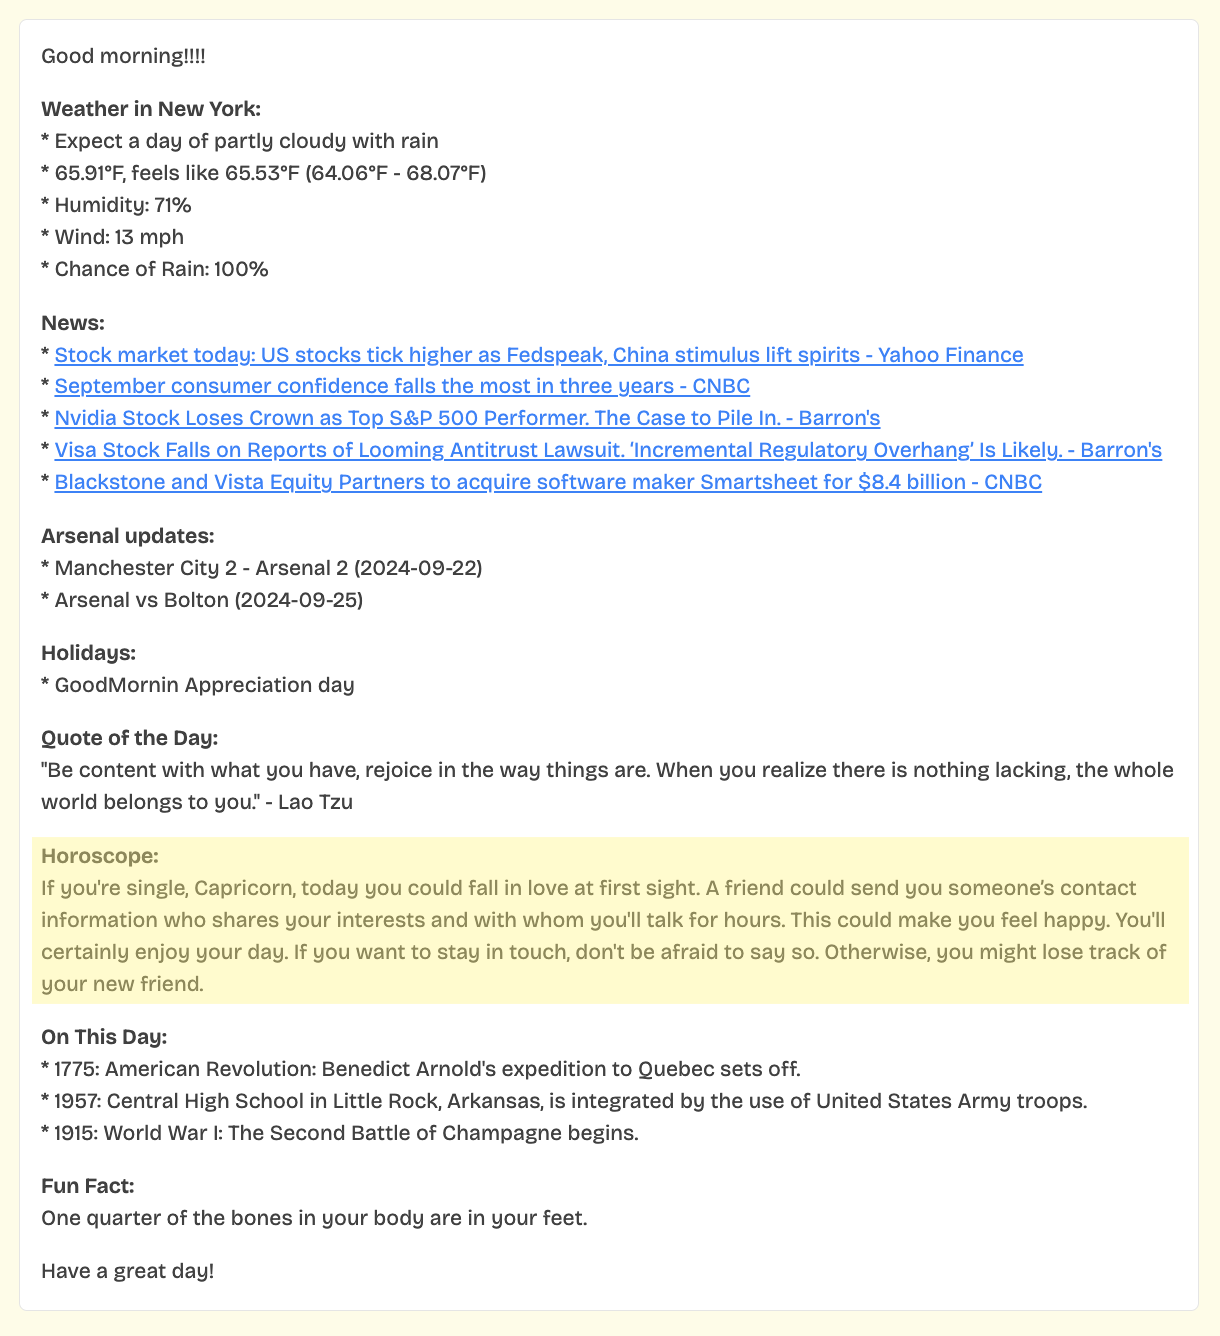 Good morning!!!!
Weather in New York:
* Expect a day of partly cloudy with rain
* 65.91°F, feels like 65.53°F (64.06°F - 68.07°F)
* Humidity: 71%
* Wind: 13 mph
* Chance of Rain: 100%
News:
* Stock market today: US stocks tick higher as Fedspeak, China stimulus lift spirits - Yahoo Finance
* September consumer confidence falls the most in three years - CNBC
* Nvidia Stock Loses Crown as Top S&P 500 Performer. The Case to Pile In. - Barron's
* Visa Stock Falls on Reports of Looming Antitrust Lawsuit. ‘Incremental Regulatory Overhang’ Is Likely. - Barron's
* Blackstone and Vista Equity Partners to acquire software maker Smartsheet for $8.4 billion - CNBC
Arsenal updates:
* Manchester City 2 - Arsenal 2 (2024-09-22)
* Arsenal vs Bolton (2024-09-25)
Holidays:
* GoodMornin Appreciation day
Quote of the Day:
"Be content with what you have, rejoice in the way things are. When you realize there is nothing lacking, the whole
world belongs to you." - Lao Tzu
Horoscope:
If you're single, Capricorn, today you could fall in love at first sight. A friend could send you someone’s contact
information who shares your interests and with whom you'll talk for hours. This could make you feel happy. You'll
certainly enjoy your day. If you want to stay in touch, don't be afraid to say so. Otherwise, you might lose track of
your new friend.
On This Day:
* 1775: American Revolution: Benedict Arnold's expedition to Quebec sets off.
* 1957: Central High School in Little Rock, Arkansas, is integrated by the use of United States Army troops.
* 1915: World War I: The Second Battle of Champagne begins.
Fun Fact:
One quarter of the bones in your body are in your feet.
Have a great day!